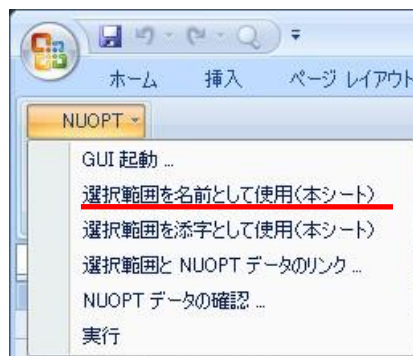 ホーム 挿入 ページ レイアウト
NUOPT
GUI 起動 ...
選択範囲を名前として使用(本シート)
選択範囲を添字として使用(本シート)
選択範囲と NUOPT データのリンク ...
NUOPT データの確認 ...
実行